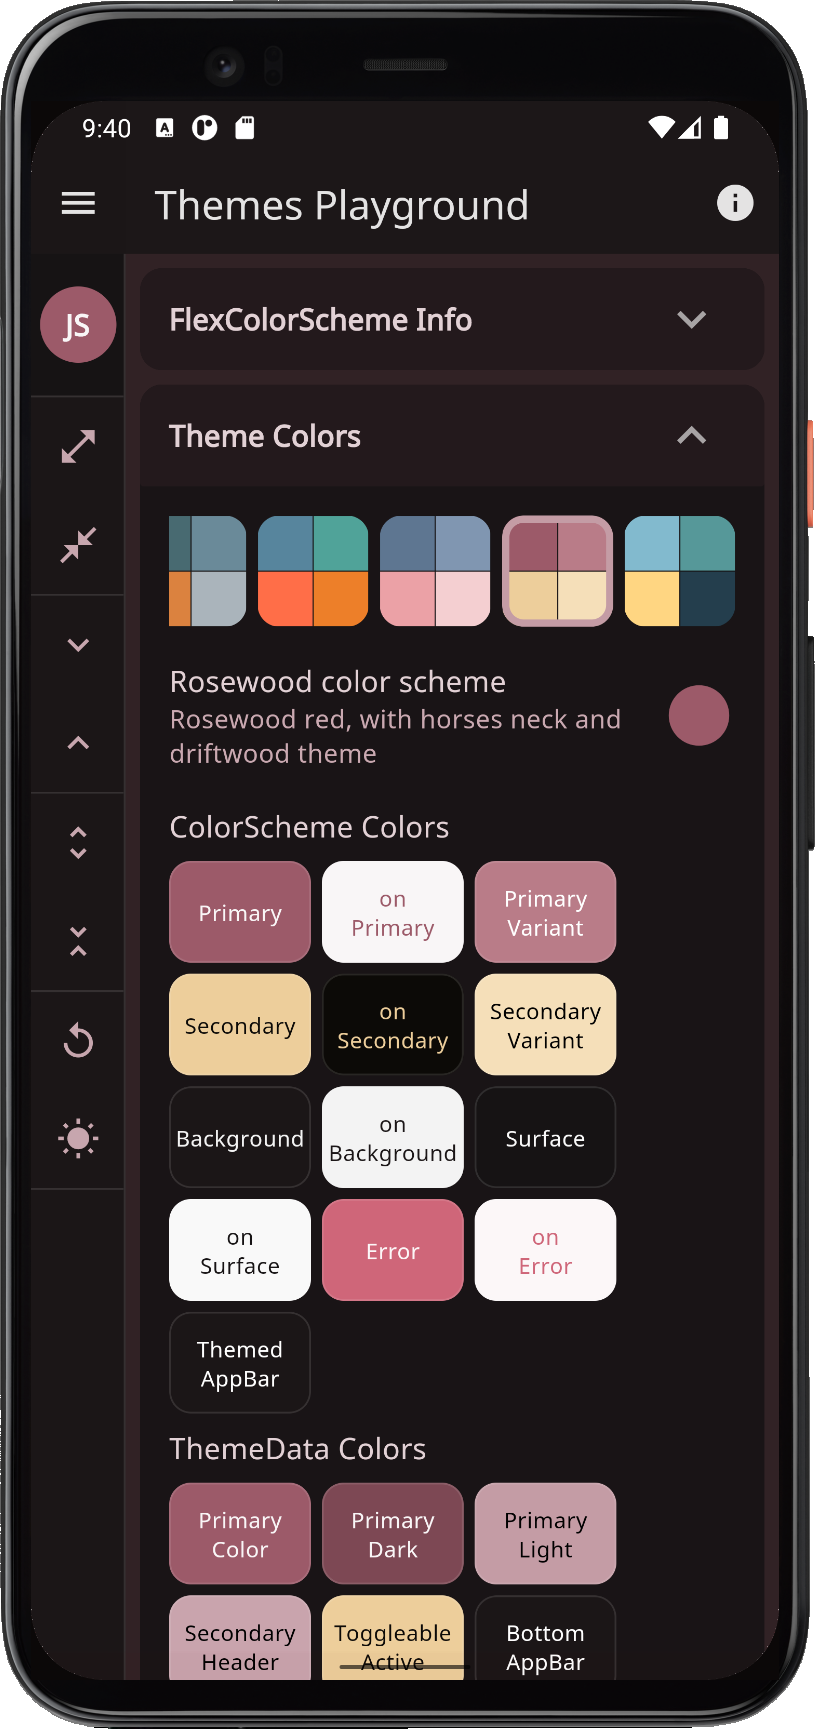 9:40
Themes Playground
JS
FlexColorScheme Info
Theme Colors
Rosewood color scheme
Rosewood red, with horses neck and
driftwood theme
ColorScheme Colors
Primary
on
Primary
Primary
Variant
Secondary
on
Secondary
Secondary
Variant
Background
on
Background
Surface
on
Surface
Error
on
Error
Themed
AppBar
ThemeData Colors
Primary
Color
Primary
Dark
Primary
Light
Secondary
Header
Toggleable
Active
Bottom
AppBar